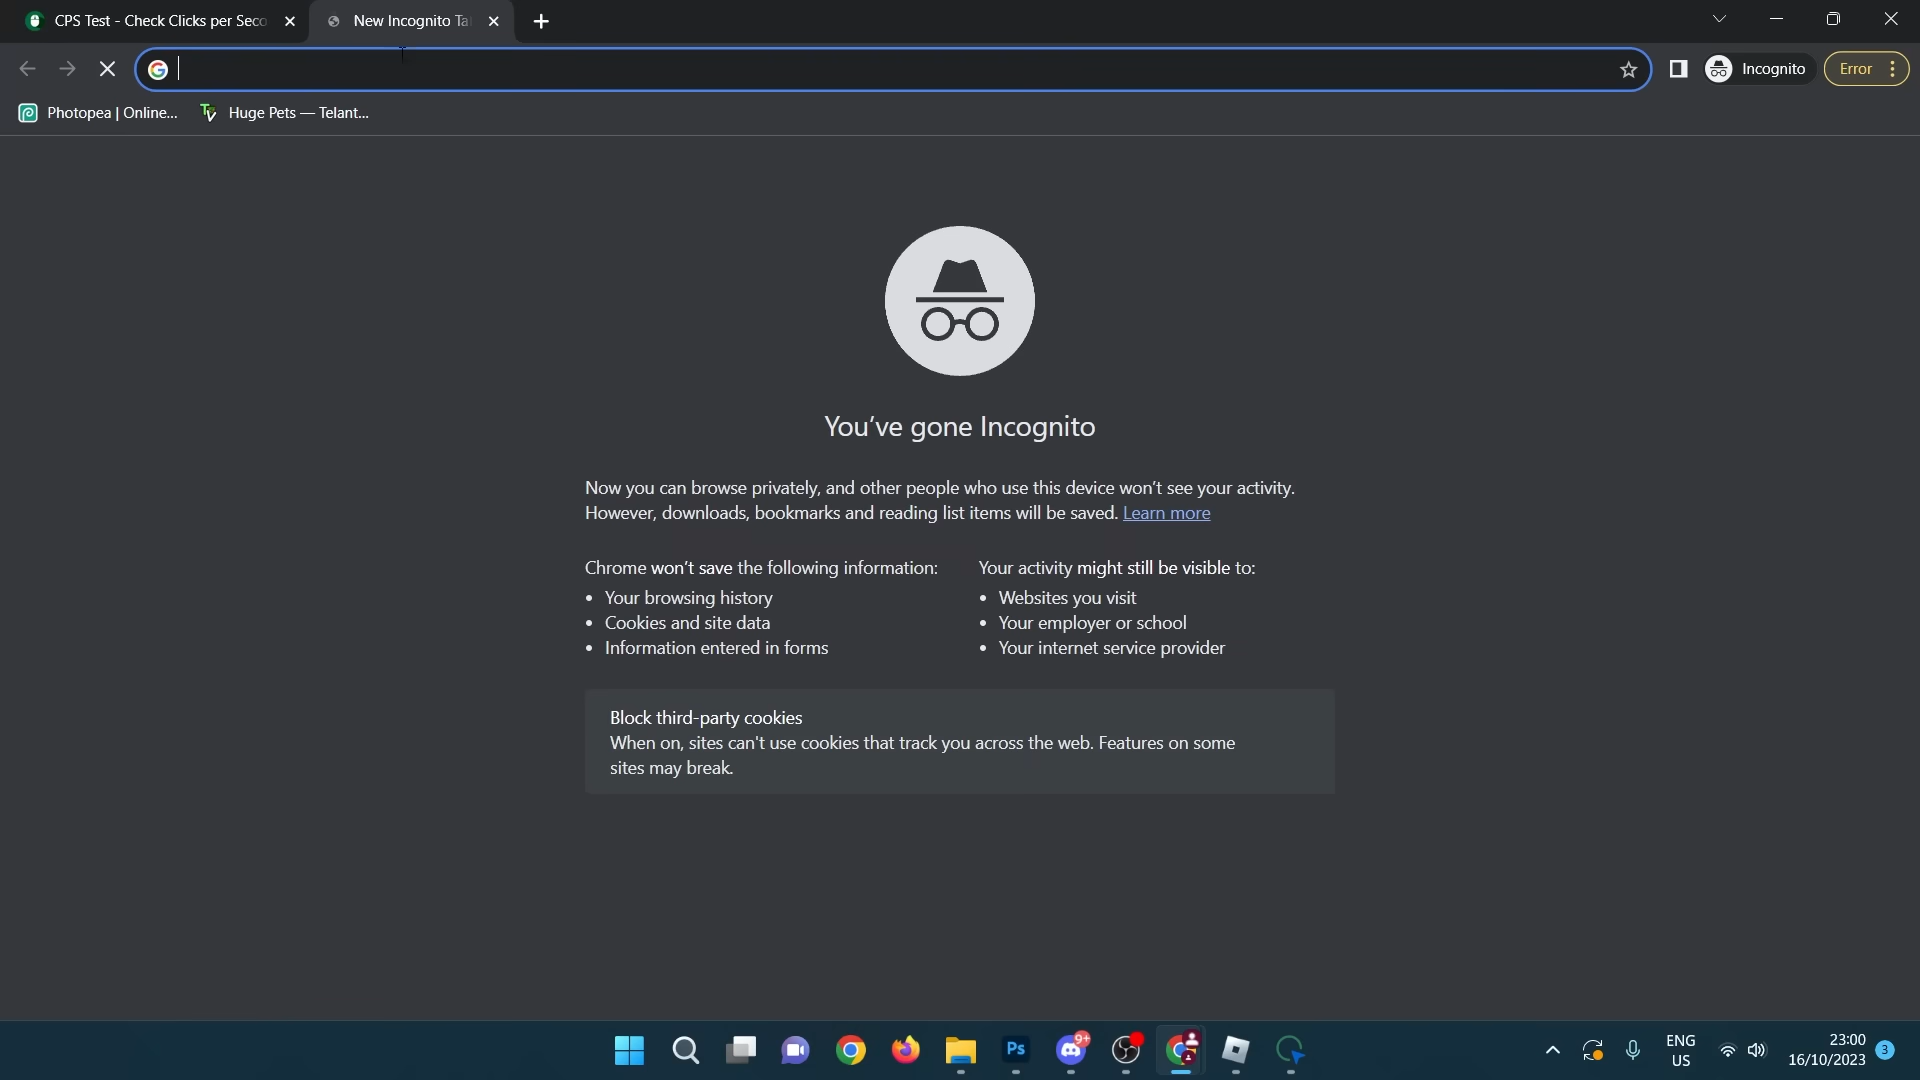 CPS Test - Check Clicks per Seco
New Incognito Ta
Incognito
Error
Photopea | Online...
Huge Pets — Telant...
You've gone Incognito
Now you can browse privately, and other people who use this device won't see your activity.
However, downloads, bookmarks and reading list items will be saved. Learn more
Chrome won't save the following information:
Your browsing history
Cookies and site data
Information entered in forms
Your activity might still be visible to:
Websites you visit
Your employer or school
Your internet service provider
Block third-party cookies
When on, sites can't use cookies that track you across the web. Features on some
sites may break.
Ps
9+
ENG
US
23:00
16/10/2023
3